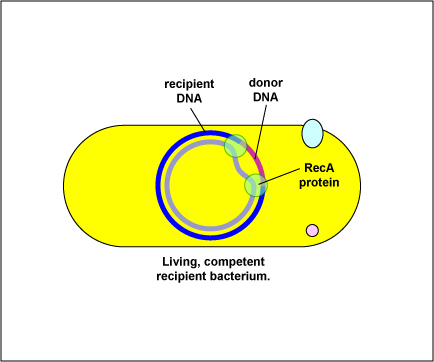 recipient
DNA
donor
DNA
RecA
protein
Living, competent
recipient bacterium.